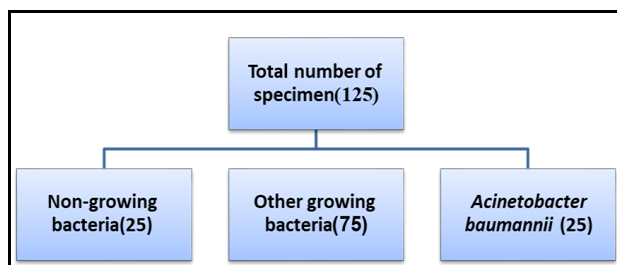 Total number of
specimen(125)
Non-growing
bacteria(25)
Other growing
bacteria(75)
Acinetobacter
baumannii (25)